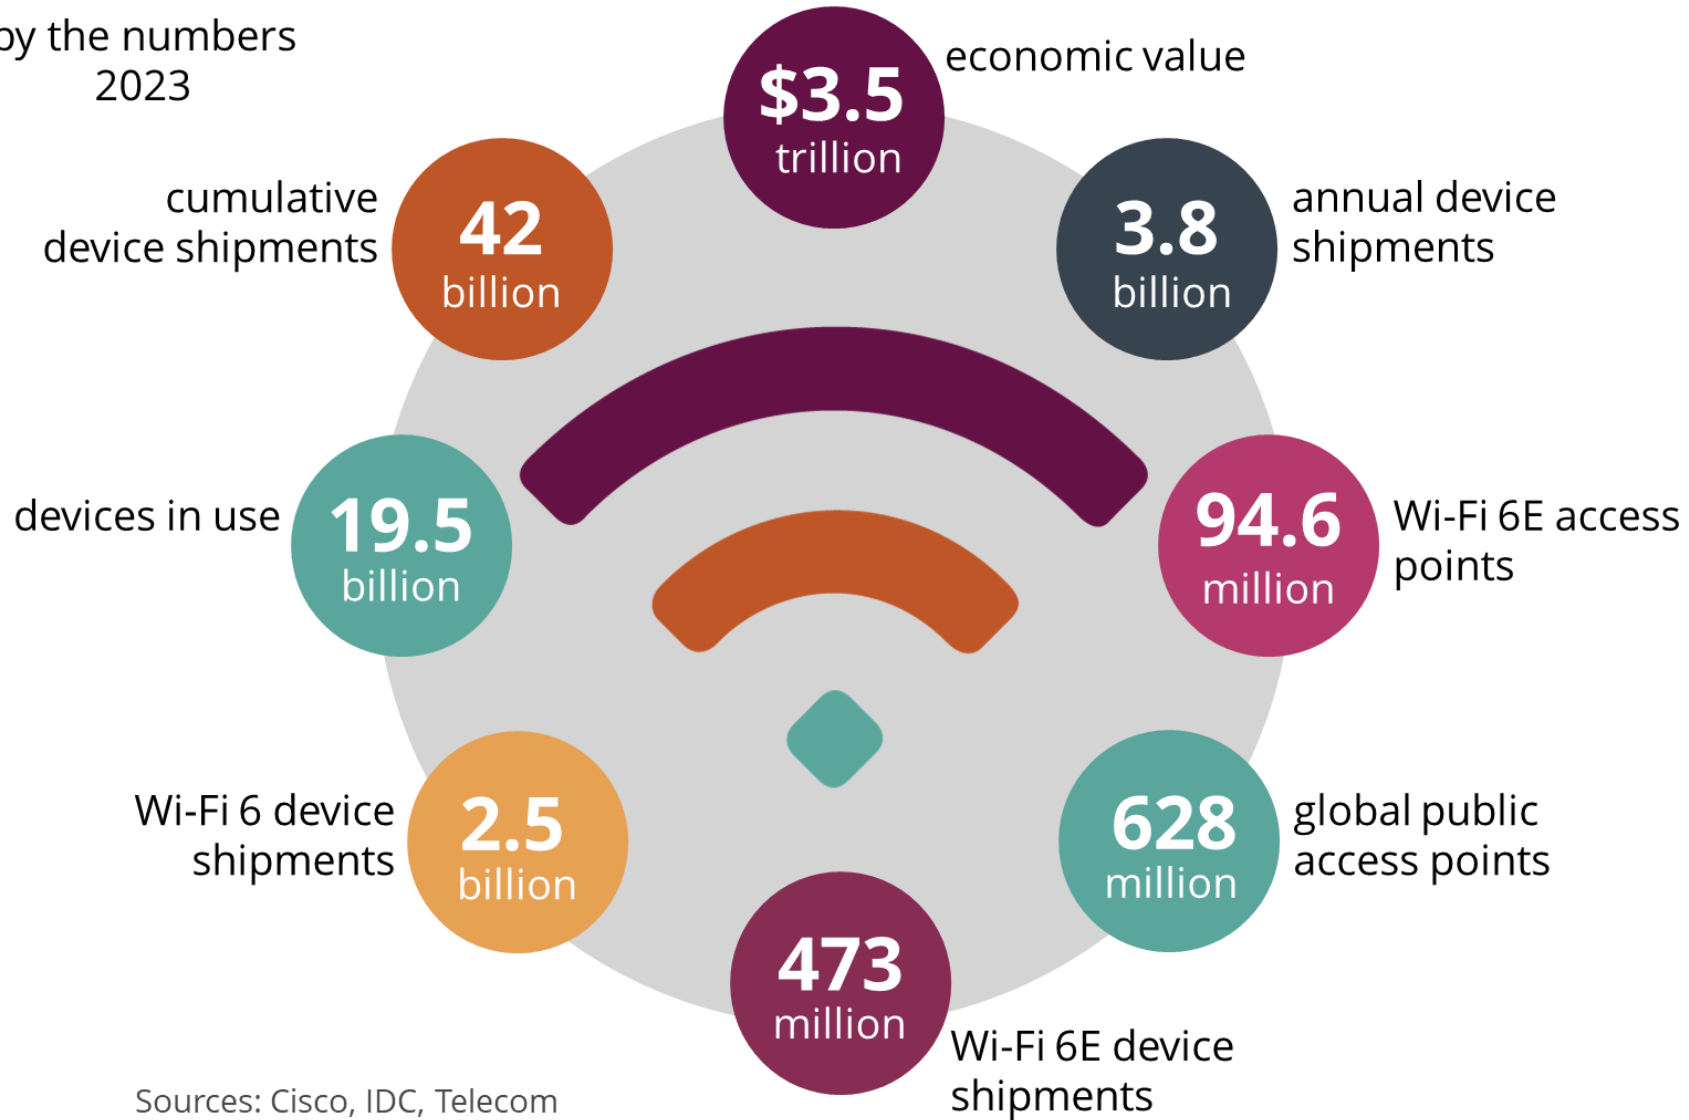 by the numbers
2023
$3.5
trillion
economic value
3.8
billion
annual device
shipments
94.6
million
Wi-Fi 6E access
points
628
million
global public
access points
473
million
Wi-Fi 6E device
shipments
2.5
billion
Wi-Fi 6 device
shipments
19.5
billion
devices in use
42
billion
cumulative
device shipments
Sources: Cisco, IDC, Telecom